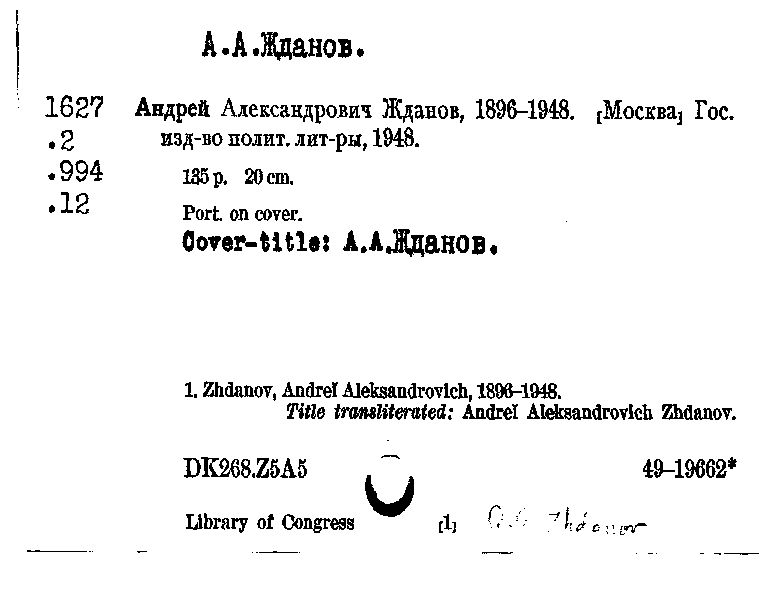 А.А.Жданов.
1627 Андрей Александрович Жданов, 1896–1948. [Москва] Гос.
.2 изд-во полит. лит-ры, 1948.
.994 135 p. 20 cm.
.12 Port. on cover.
Cover-title: А.А.Жданов.
1. Zhdanov, Andreĭ Aleksandrovich, 1896–1948.
Title transliterated: Andreĭ Aleksandrovich Zhdanov.
DK268.Z5A5 49–19662*
Library of Congress [1] A.A. Zhdanov